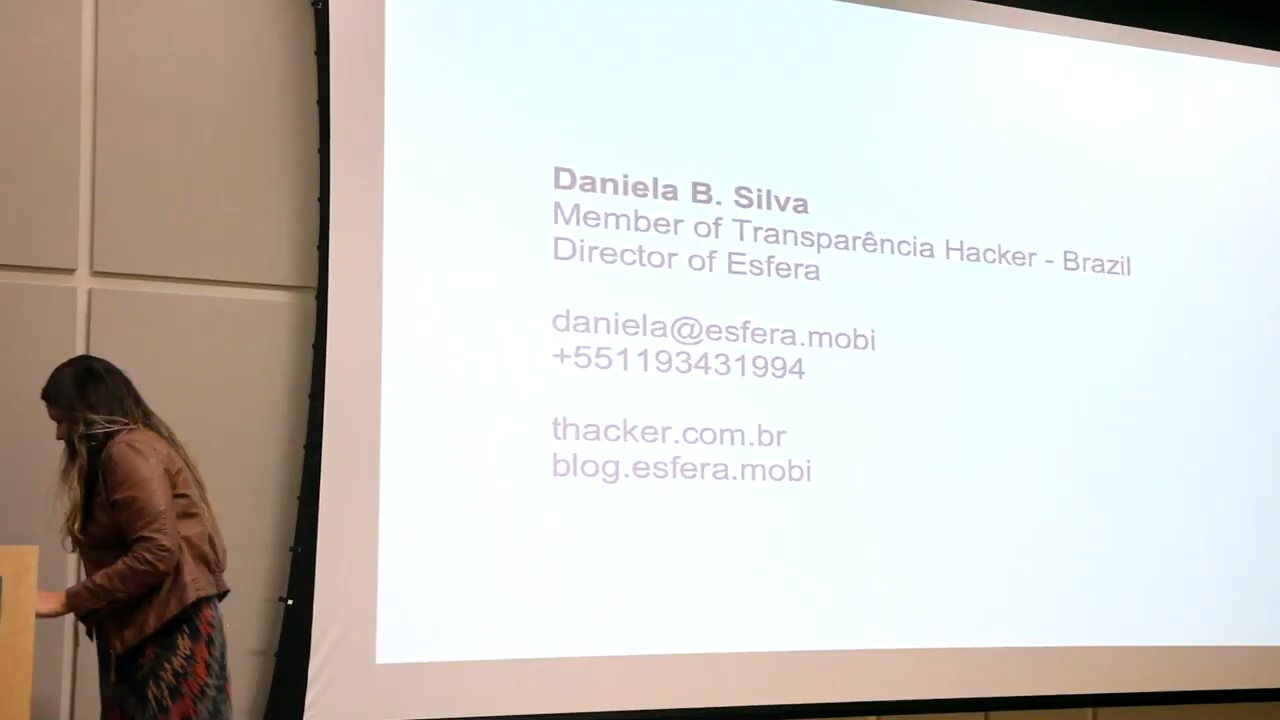 Daniela B. Silva
Member of Transparência Hacker - Brazil
Director of Esfera
daniela@esfera.mobi
+551193431994
thacker.com.br
blog.esfera.mobi